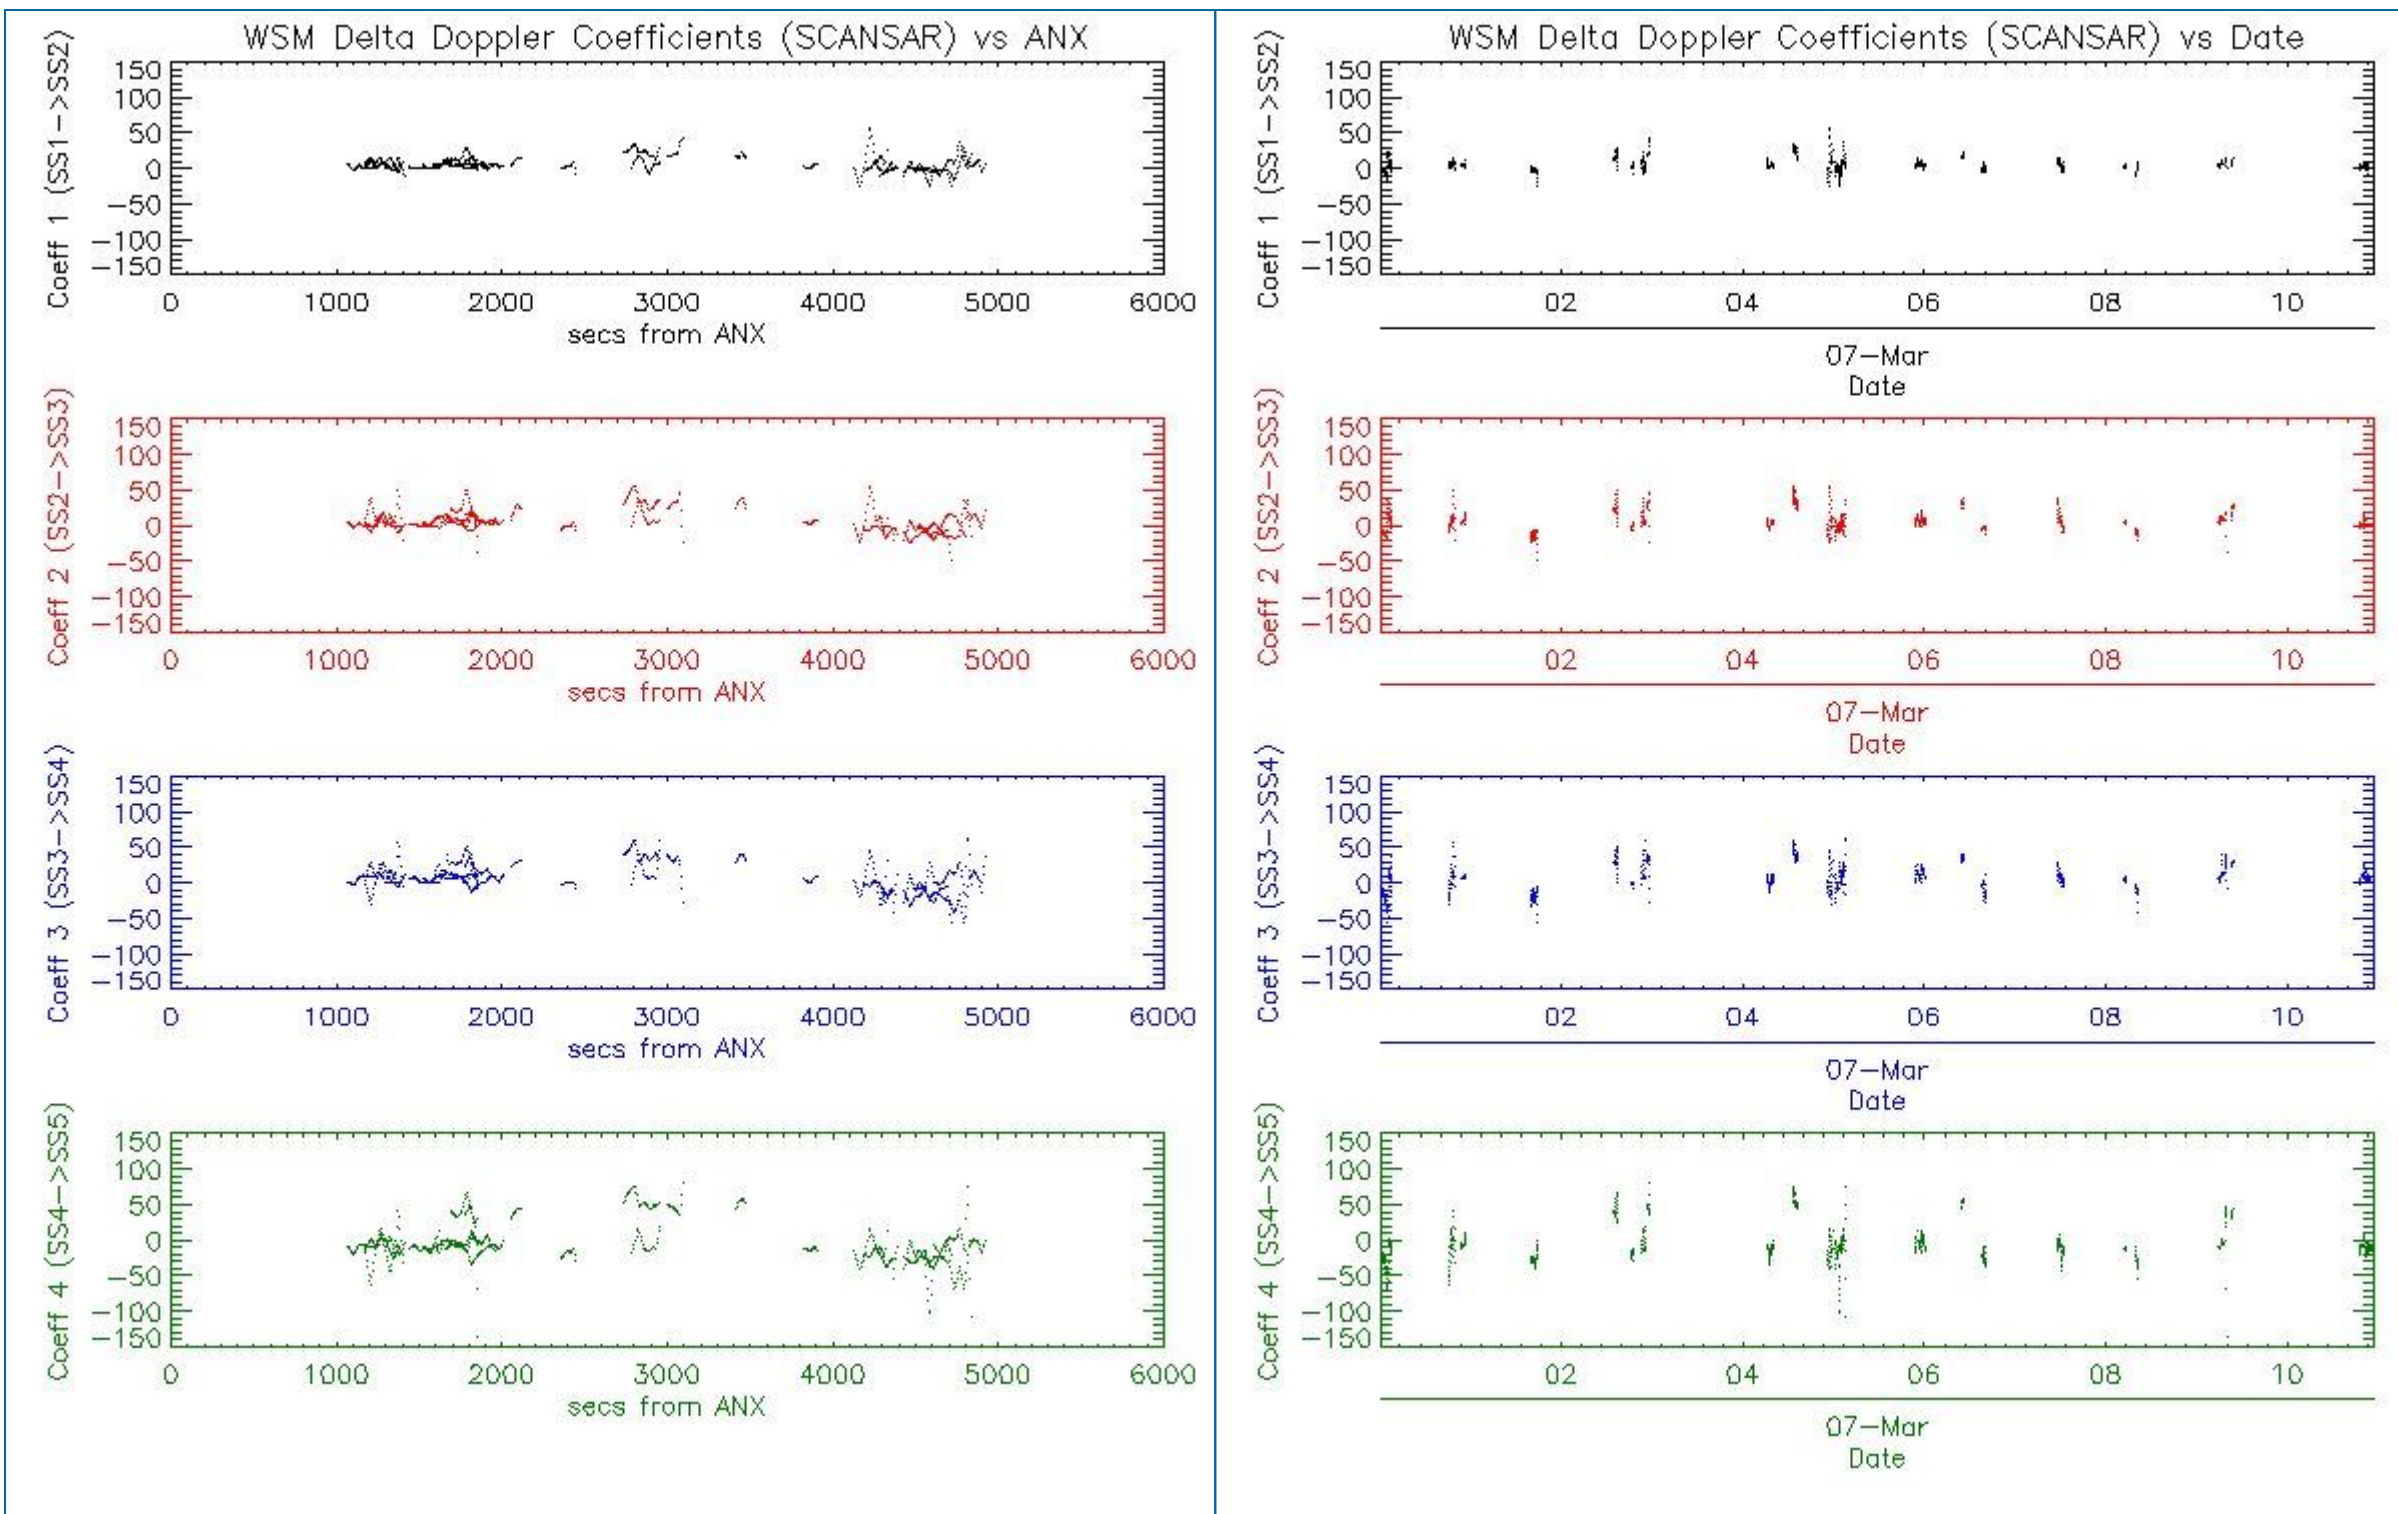 WSM Delta Doppler Coefficients (SCANSAR) vs ANX
Coeff 1 (SS1->SS2)
150
100
50
0
-50
-100
-150
0 1000 2000 3000 4000 5000 6000
secs from ANX
Coeff 2 (SS2->SS3)
150
100
50
0
-50
-100
-150
0 1000 2000 3000 4000 5000 6000
secs from ANX
Coeff 3 (SS3->SS4)
150
100
50
0
-50
-100
-150
0 1000 2000 3000 4000 5000 6000
secs from ANX
Coeff 4 (SS4->SS5)
150
100
50
0
-50
-100
-150
0 1000 2000 3000 4000 5000 6000
secs from ANX
WSM Delta Doppler Coefficients (SCANSAR) vs Date
Coeff 1 (SS1->SS2)
150
100
50
0
-50
-100
-150
02 04 06 08 10
07-Mar
Date
Coeff 2 (SS2->SS3)
150
100
50
0
-50
-100
-150
02 04 06 08 10
07-Mar
Date
Coeff 3 (SS3->SS4)
150
100
50
0
-50
-100
-150
02 04 06 08 10
07-Mar
Date
Coeff 4 (SS4->SS5)
150
100
50
0
-50
-100
-150
02 04 06 08 10
07-Mar
Date